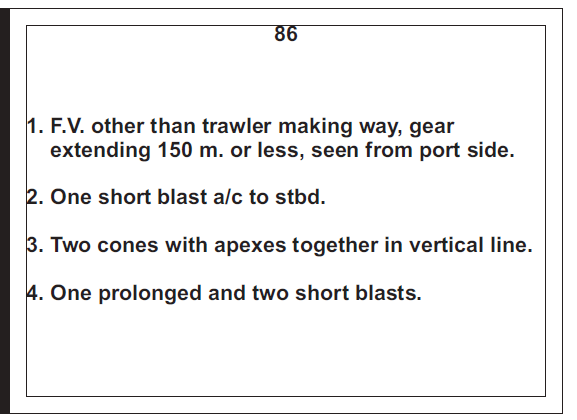 86
1. F.V. other than trawler making way, gear
extending 150 m. or less, seen from port side.
2. One short blast a/c to stbd.
3. Two cones with apexes together in vertical line.
4. One prolonged and two short blasts.